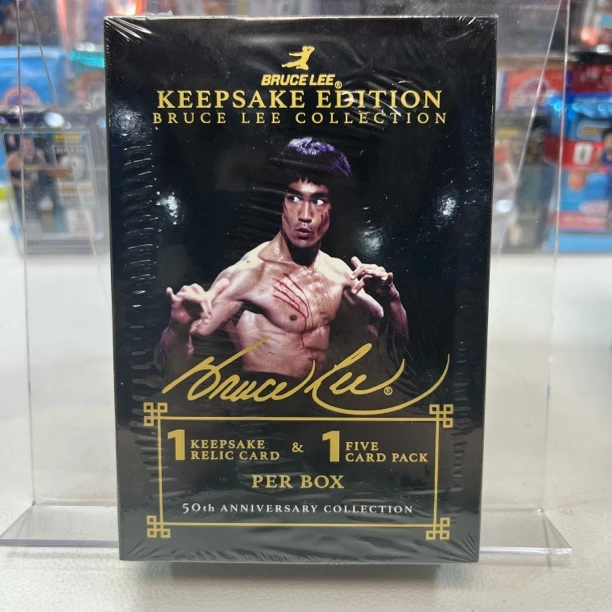 BRUCE LEE®
KEEPSAKE EDITION
BRUCE LEE COLLECTION
Bruce Lee®
1 KEEPSAKE RELIC CARD & 1 FIVE CARD PACK
PER BOX
50th ANNIVERSARY COLLECTION